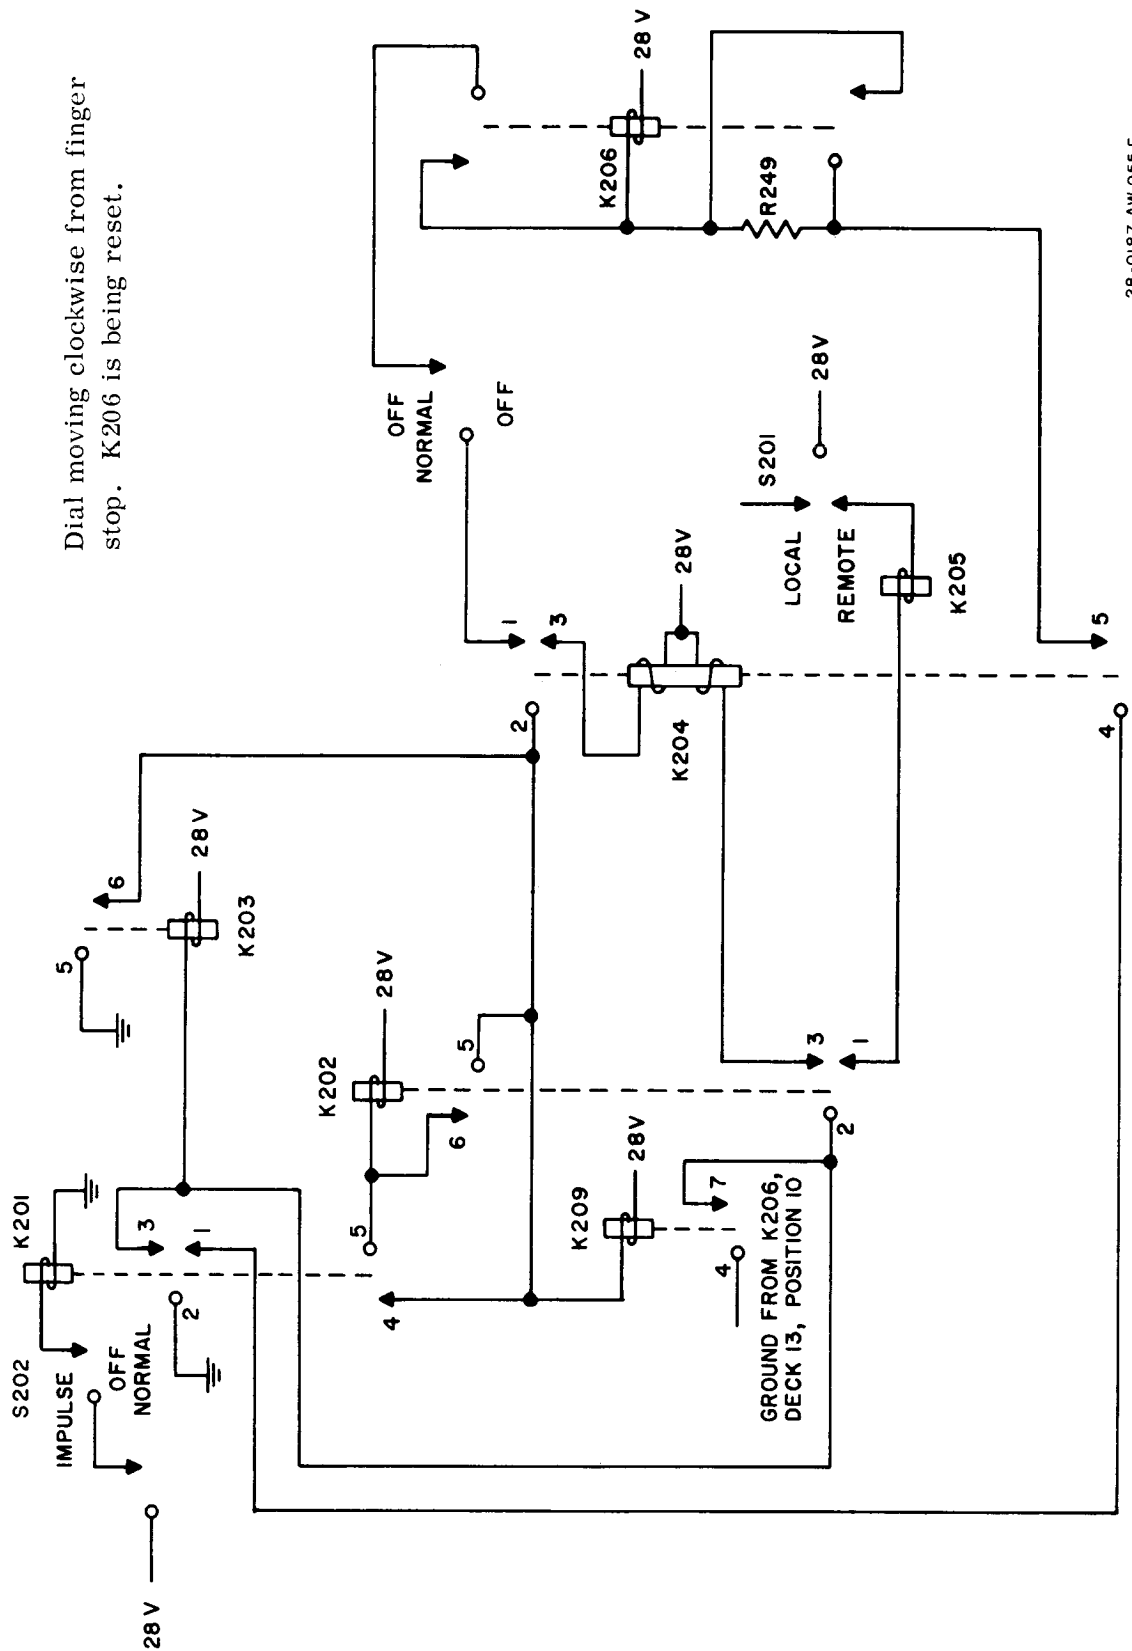 Dial moving clockwise from finger
stop. K206 is being reset.
28V
S202
IMPULSE
OFF
NORMAL
K201
2
3
1
5
4
5
6
K203
28V
K202
28V
5
6
K209
28V
7
4
GROUND FROM K206,
DECK 13, POSITION 10
2
3
1
2
1
3
K204
28V
4
5
OFF
NORMAL
OFF
S201
LOCAL
REMOTE
28V
K205
K206
28V
R249